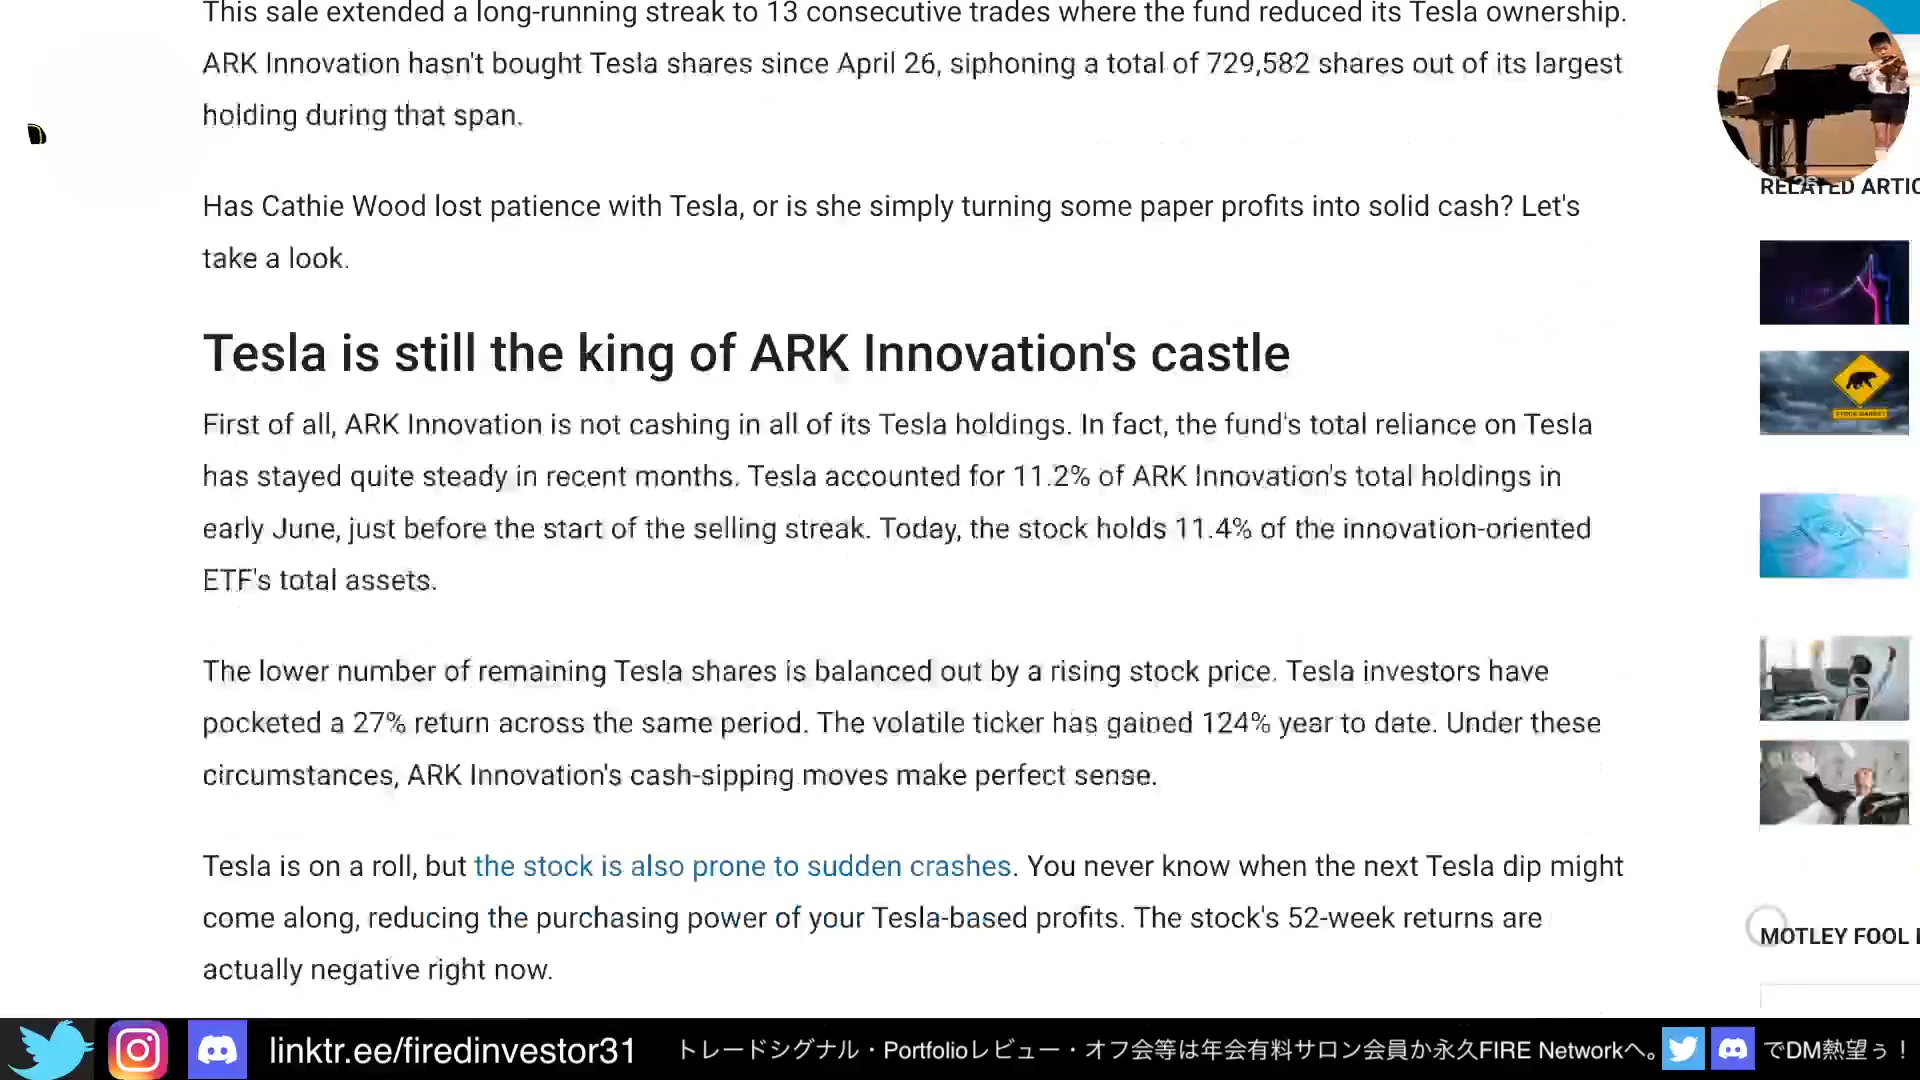 This sale extended a long-running streak to 13 consecutive trades where the fund reduced its Tesla ownership.
ARK Innovation hasn't bought Tesla shares since April 26, siphoning a total of 729,582 shares out of its largest
holding during that span.
Has Cathie Wood lost patience with Tesla, or is she simply turning some paper profits into solid cash? Let's
take a look.
Tesla is still the king of ARK Innovation's castle
First of all, ARK Innovation is not cashing in all of its Tesla holdings. In fact, the fund's total reliance on Tesla
has stayed quite steady in recent months. Tesla accounted for 11.2% of ARK Innovation's total holdings in
early June, just before the start of the selling streak. Today, the stock holds 11.4% of the innovation-oriented
ETF's total assets.
The lower number of remaining Tesla shares is balanced out by a rising stock price. Tesla investors have
pocketed a 27% return across the same period. The volatile ticker has gained 124% year to date. Under these
circumstances, ARK Innovation's cash-sipping moves make perfect sense.
Tesla is on a roll, but the stock is also prone to sudden crashes. You never know when the next Tesla dip might
come along, reducing the purchasing power of your Tesla-based profits. The stock's 52-week returns are
actually negative right now.
RELATED ARTIC
STOCK MARKET
MOTLEY FOOL
linktr.ee/firedinvestor31 トレードシグナル・Portfolioレビュー・オフ会等は年会有料サロン会員か永久FIRE Networkへ。 でDM熱望ぅ！